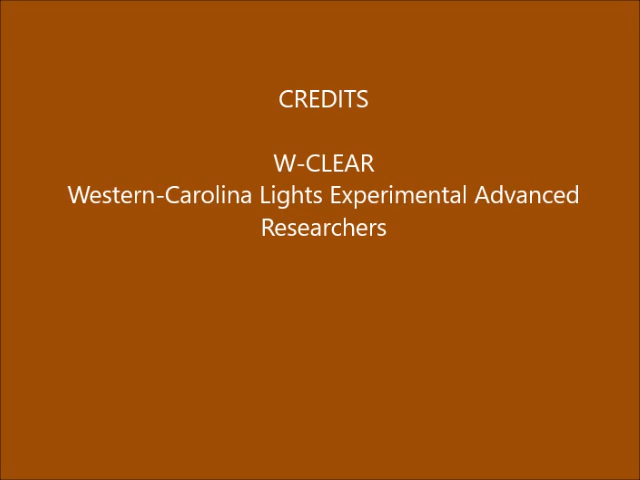 CREDITS
W-CLEAR
Western-Carolina Lights Experimental Advanced
Researchers